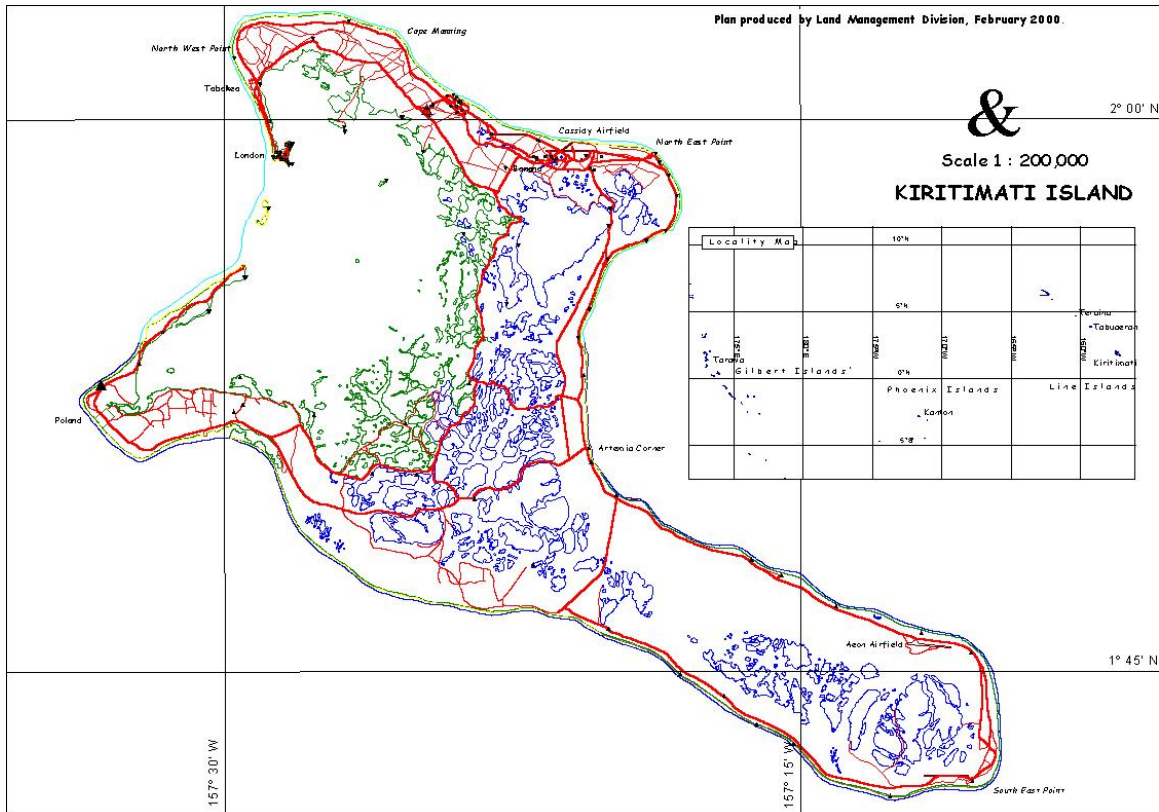 Plan produced by Land Management Division, February 2000.
Cape Manning
North West Point
Tabakea
&
2° 00' N
London
Cassidy Airfield
North East Point
Banana
Scale 1 : 200,000
KIRITIMATI ISLAND
Locality Map
10°N
5°N
Teraina
Tabuaeran
Kiritimati
Tarawa
Gilbert Islands'
0°N
Phoenix Islands
Line Islands
Kanton
5°S
175°E
180°E
Poland
Artemia Corner
Aeon Airfield
1° 45' N
157° 30' W
157° 15' W
South East Point